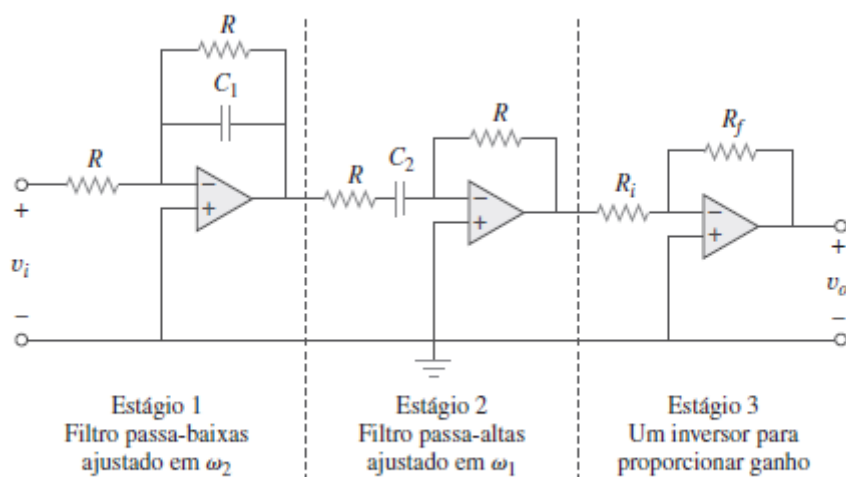 R
C₁
R
+
vᵢ
−
−
+
R
C₂
R
−
+
Rᵢ
R_f
−
+
+
vₒ
−
Estágio 1
Filtro passa-baixas
ajustado em ω₂
Estágio 2
Filtro passa-altas
ajustado em ω₁
Estágio 3
Um inversor para
proporcionar ganho